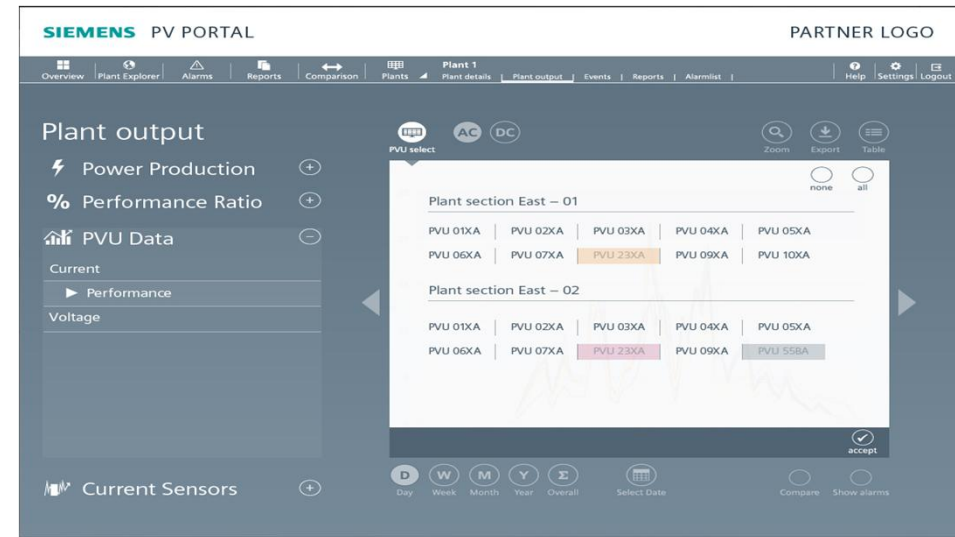 SIEMENS PV PORTAL
PARTNER LOGO
Overview | Plant Explorer | Alarms | Reports | Comparison | Plants
Plant 1
Plant details | Plant output | Events | Reports | Alarmlist |
Help Settings Logout
Plant output
Power Production
% Performance Ratio
PVU Data
Current
Performance
Voltage
Current Sensors
PVU select
AC DC
Zoom Export Table
none all
Plant section East – 01
PVU 01XA | PVU 02XA | PVU 03XA | PVU 04XA | PVU 05XA
PVU 06XA | PVU 07XA | PVU 23XA | PVU 09XA | PVU 10XA
Plant section East – 02
PVU 01XA | PVU 02XA | PVU 03XA | PVU 04XA | PVU 05XA
PVU 06XA | PVU 07XA | PVU 23XA | PVU 09XA | PVU 55BA
accept
D W M Y Σ
Day Week Month Year Overall Select Date
Compare Show alarms